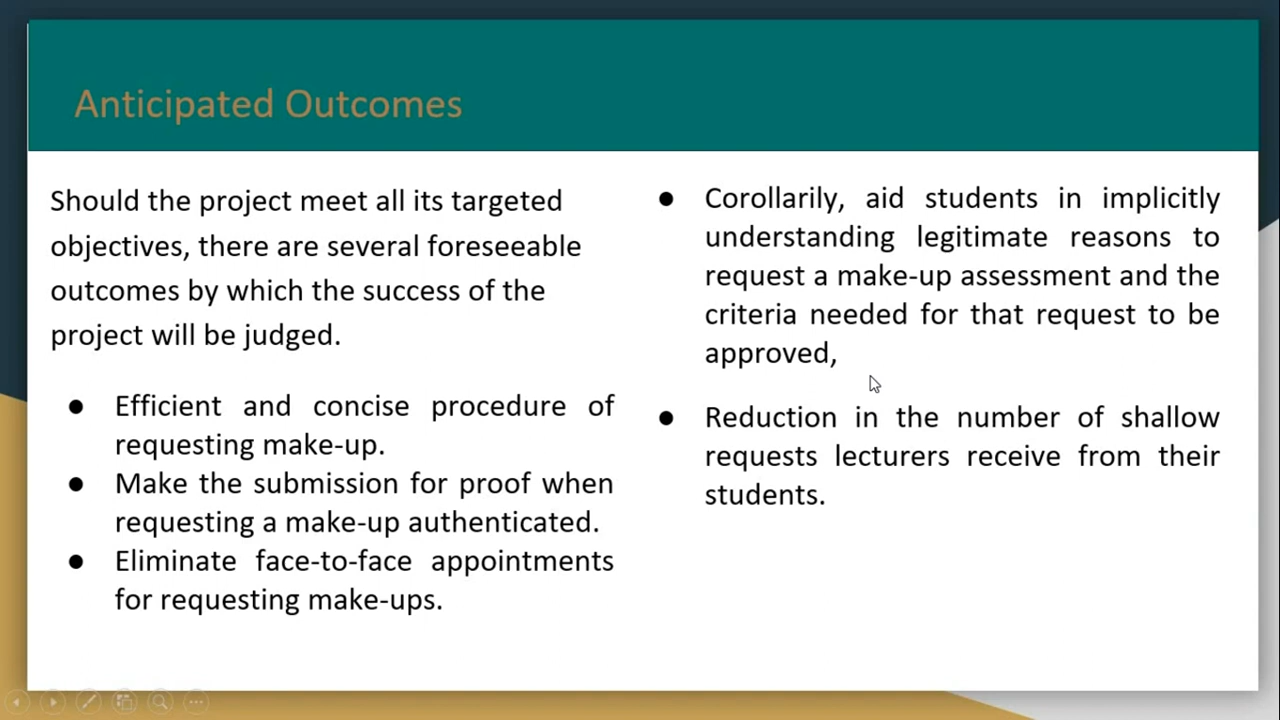 Anticipated Outcomes
Should the project meet all its targeted
objectives, there are several foreseeable
outcomes by which the success of the
project will be judged.
● Efficient and concise procedure of
requesting make-up.
● Make the submission for proof when
requesting a make-up authenticated.
● Eliminate face-to-face appointments
for requesting make-ups.
● Corollarily, aid students in implicitly
understanding legitimate reasons to
request a make-up assessment and the
criteria needed for that request to be
approved,
● Reduction in the number of shallow
requests lecturers receive from their
students.